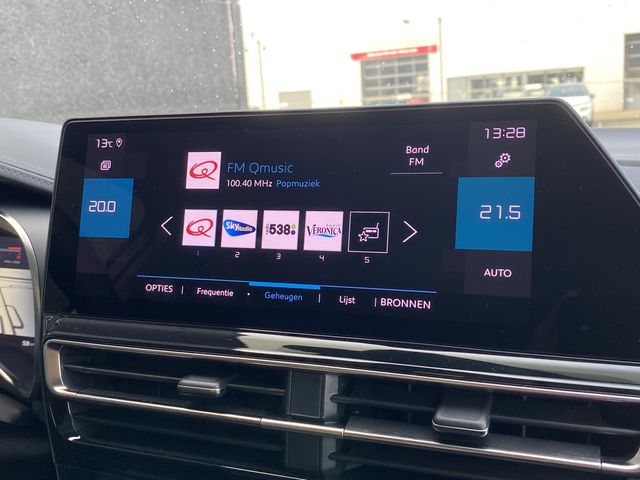 13°C
13:28
FM Qmusic
100.40 MHz Popmuziek
Band
FM
20.0
21.5
Sky Radio
538
VERONICA
1 2 3 4 5
AUTO
OPTIES | Frequentie · Geheugen | Lijst | BRONNEN